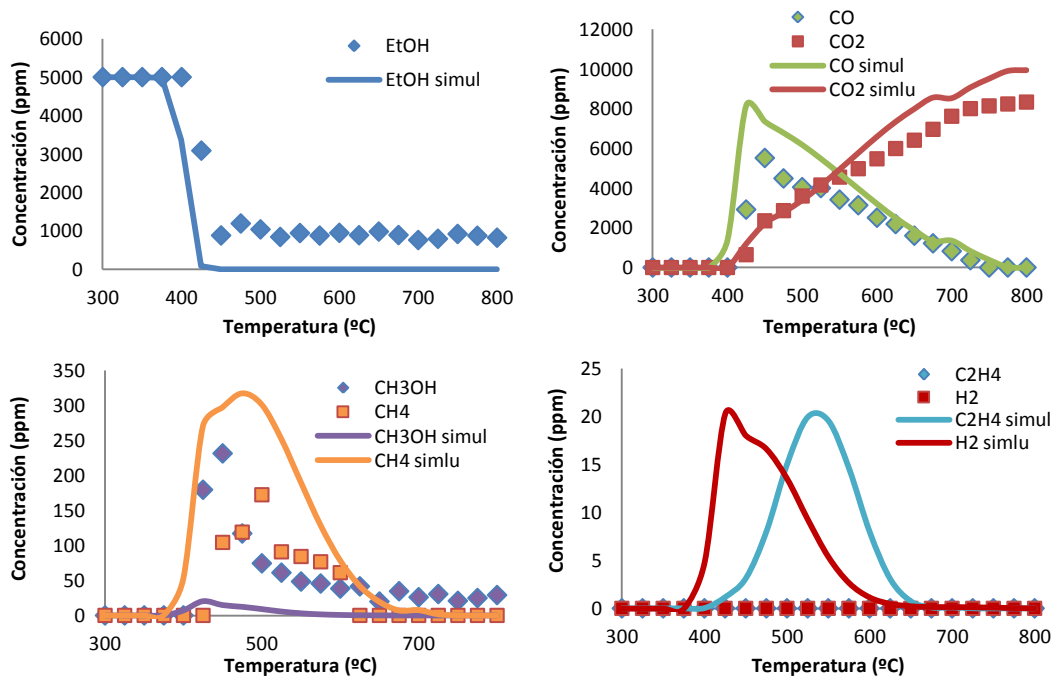 Concentración (ppm)
6000
5000
4000
3000
2000
1000
0
300 400 500 600 700 800
Temperatura (ºC)
EtOH
EtOH simul
Concentración (ppm)
12000
10000
8000
6000
4000
2000
0
300 400 500 600 700 800
Temperatura (ºC)
CO
CO2
CO simul
CO2 simlu
Concentración (ppm)
350
300
250
200
150
100
50
0
300 500 700
Temperatura (ºC)
CH3OH
CH4
CH3OH simul
CH4 simlu
Concentración (ppm)
25
20
15
10
5
0
300 400 500 600 700 800
Temperatura (ºC)
C2H4
H2
C2H4 simul
H2 simlu